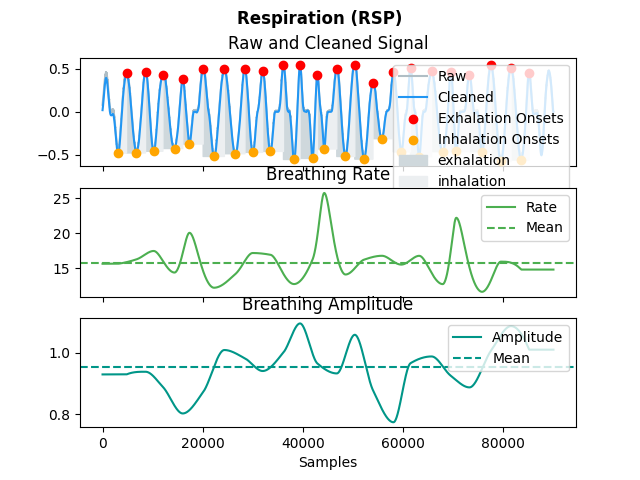 Respiration (RSP)
Raw and Cleaned Signal
0.5
0.0
−0.5
Raw
Cleaned
Exhalation Onsets
Inhalation Onsets
exhalation
inhalation
Breathing Rate
25
20
15
Rate
Mean
Breathing Amplitude
1.0
0.8
Amplitude
Mean
0 20000 40000 60000 80000
Samples